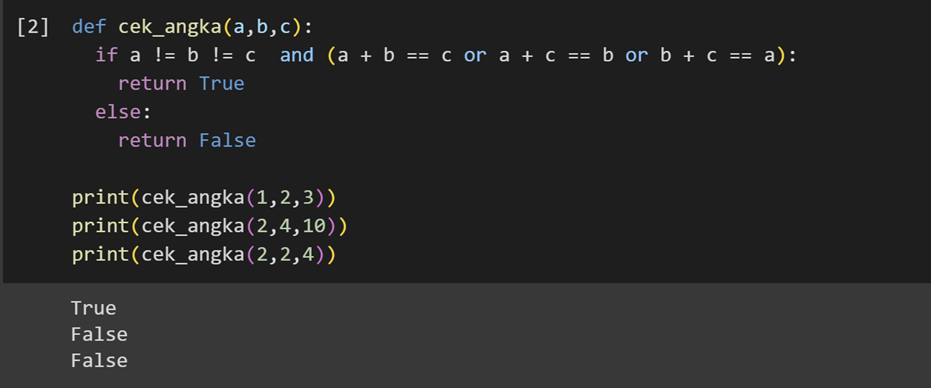 [2] def cek_angka(a,b,c):
  if a != b != c  and (a + b == c or a + c == b or b + c == a):
    return True
  else:
    return False

print(cek_angka(1,2,3))
print(cek_angka(2,4,10))
print(cek_angka(2,2,4))
True
False
False